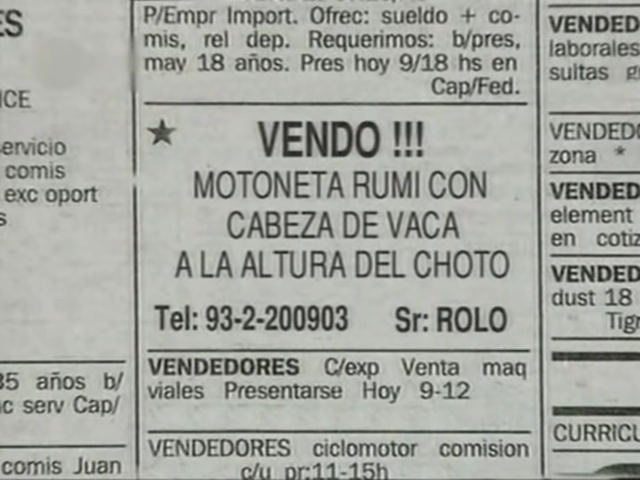 ES
ICE
ervicio
comis
exc oport
s
35 años b/
c serv Cap/
comis Juan
P/Empr Import. Ofrec: sueldo + co-
mis, rel dep. Requerimos: b/pres,
may 18 años. Pres hoy 9/18 hs en
Cap/Fed.
★ VENDO !!!
MOTONETA RUMI CON
CABEZA DE VACA
A LA ALTURA DEL CHOTO
Tel: 93-2-200903 Sr: ROLO
VENDEDORES C/exp Venta maq
viales Presentarse Hoy 9-12
VENDEDORES ciclomotor comision
c/u pr:11-15h
VENDED
laborales
sultas g
VENDEDO
zona *
VENDED
element
en cotiz
VENDED
dust 18
Tigr
CURRICU